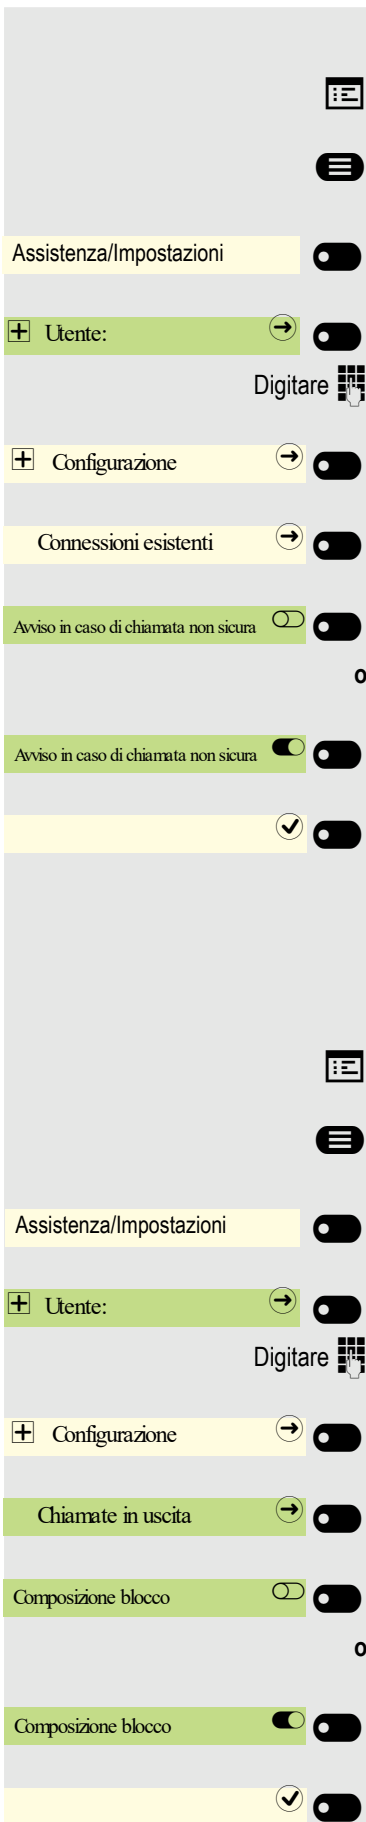 Assistenza/Impostazioni
Utente:
Digitare
Configurazione
Connessioni esistenti
Avviso in caso di chiamata non sicura
o
Avviso in caso di chiamata non sicura
Assistenza/Impostazioni
Utente:
Digitare
Configurazione
Chiamate in uscita
Composizione blocco
o
Composizione blocco